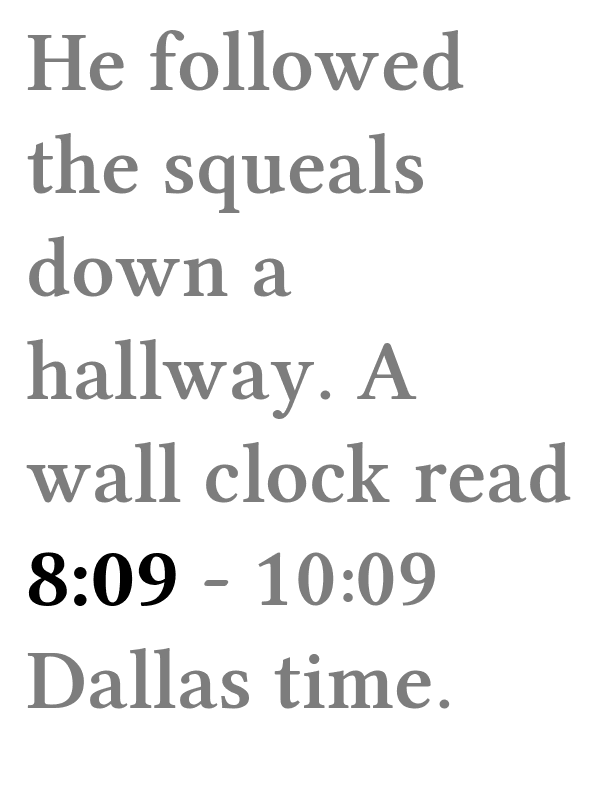 He followed
the squeals
down a
hallway. A
wall clock read
8:09 - 10:09
Dallas time.